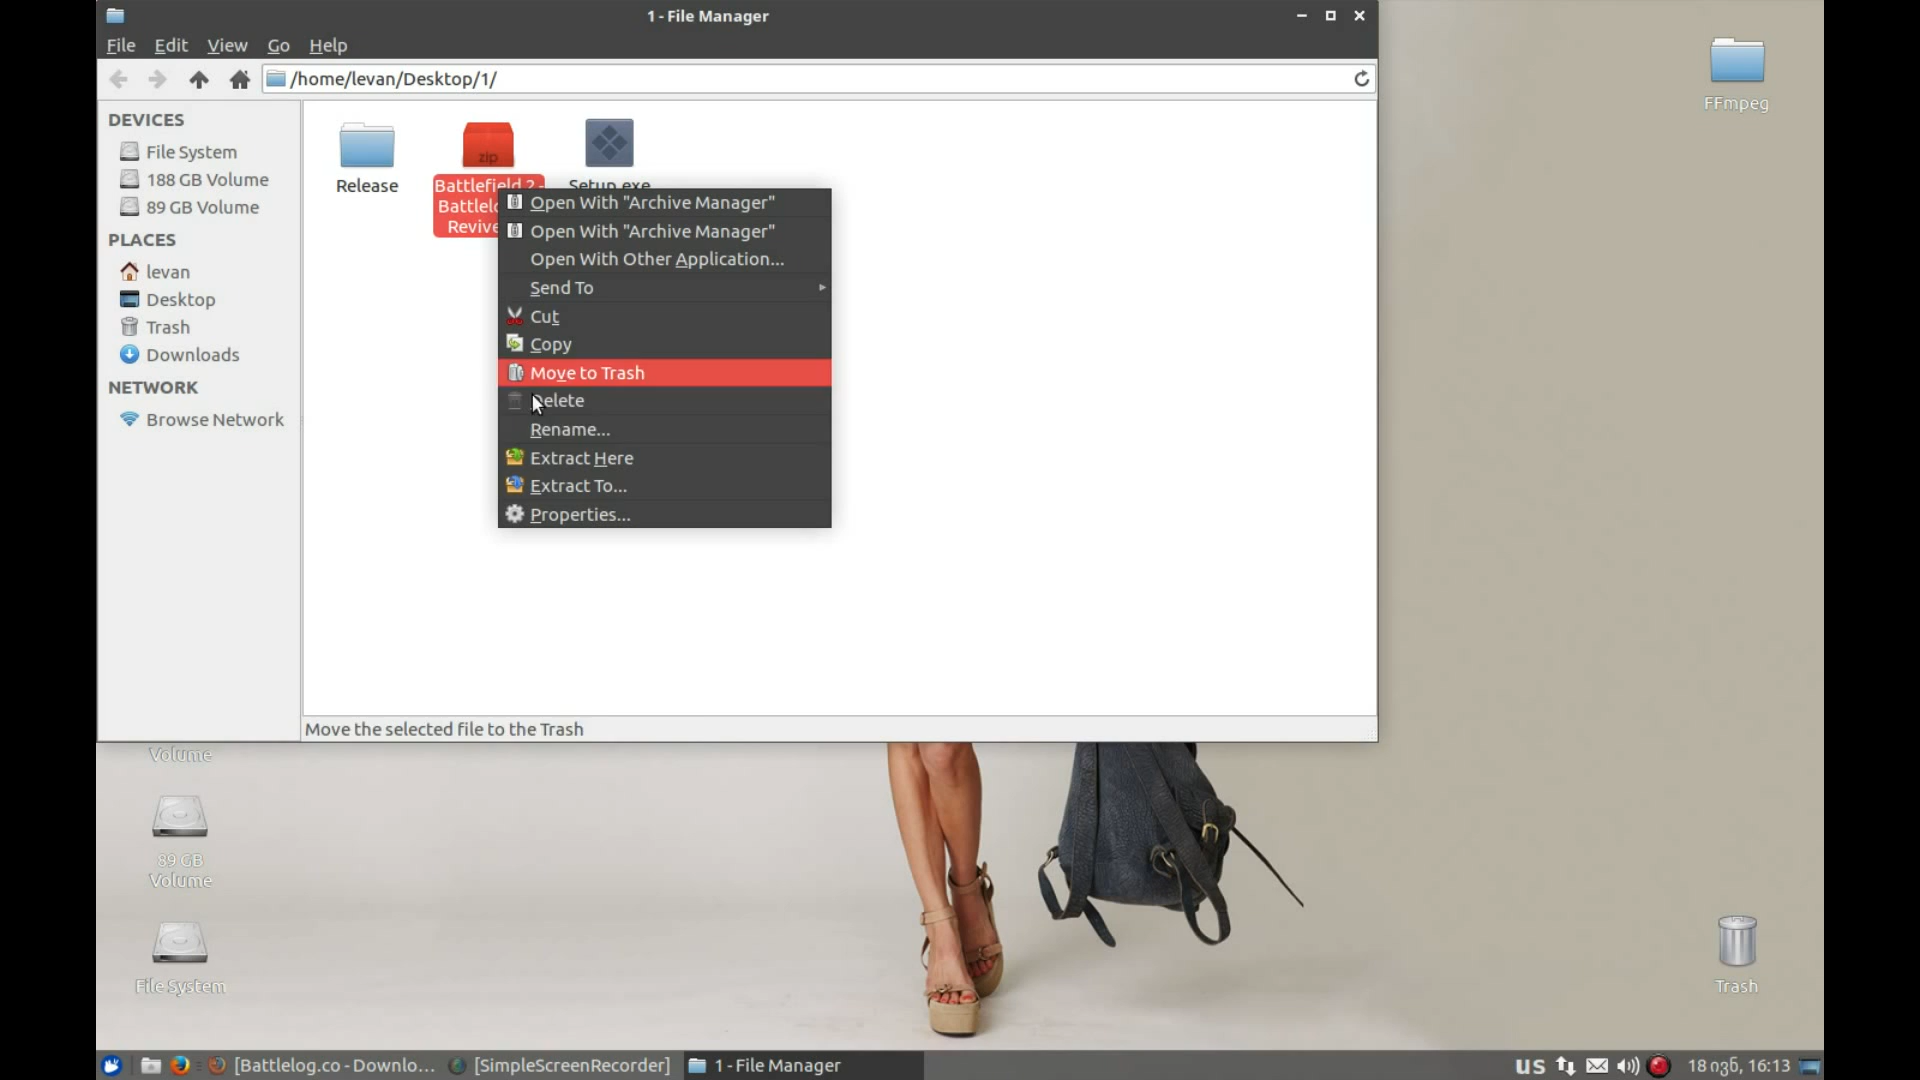 1 - File Manager
File Edit View Go Help
/home/levan/Desktop/1/
DEVICES
File System
188 GB Volume
89 GB Volume
PLACES
levan
Desktop
Trash
Downloads
NETWORK
Browse Network
Release
zip
Battlefield 2 -
Revive
Setup.exe
Open With "Archive Manager"
Open With "Archive Manager"
Open With Other Application...
Send To
Cut
Copy
Move to Trash
Delete
Rename...
Extract Here
Extract To...
Properties...
Move the selected file to the Trash
FFmpeg
Volume
89 GB
Volume
File System
Trash
[Battlelog.co - Downlo...
[SimpleScreenRecorder]
1 - File Manager
us
18 ივნ, 16:13